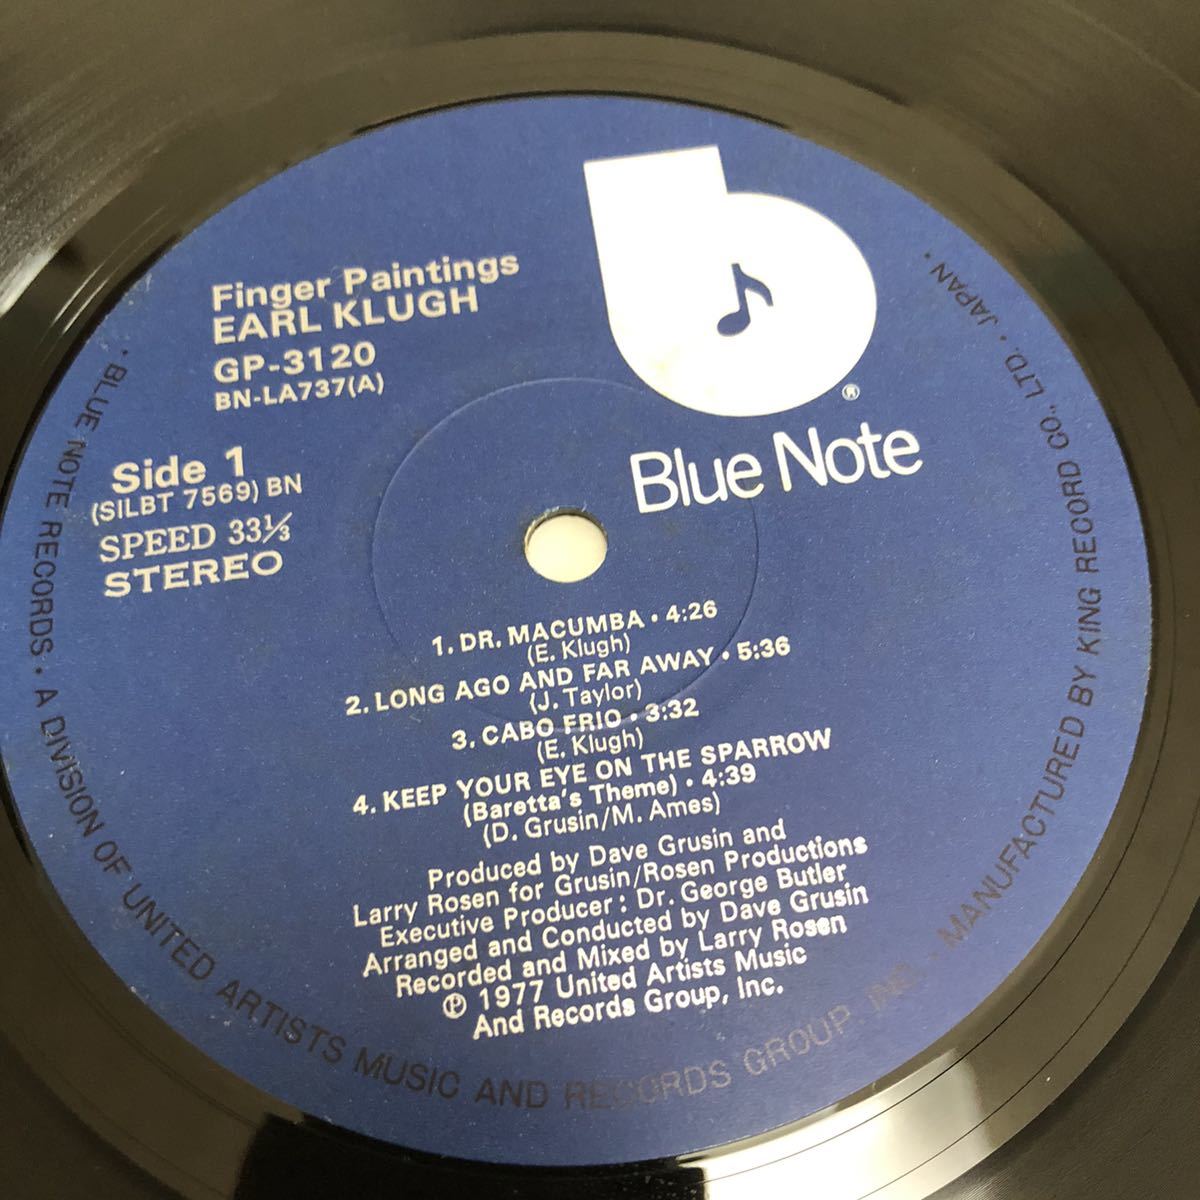 Finger Paintings
EARL KLUGH
GP-3120
BN-LA737(A)
Side 1
(SILBT 7569) BN
SPEED 33⅓
STEREO
®
Blue Note
1. DR. MACUMBA • 4:26
(E. Klugh)
2. LONG AGO AND FAR AWAY • 5:36
(J. Taylor)
3. CABO FRIO • 3:32
(E. Klugh)
4. KEEP YOUR EYE ON THE SPARROW
(Baretta's Theme) • 4:39
(D. Grusin/M. Ames)
Produced by Dave Grusin and
Larry Rosen for Grusin/Rosen Productions
Executive Producer: Dr. George Butler
Arranged and Conducted by Dave Grusin
Recorded and Mixed by Larry Rosen
℗ 1977 United Artists Music
And Records Group, Inc.
• BLUE NOTE RECORDS • A DIVISION OF UNITED ARTISTS MUSIC AND RECORDS GROUP, INC. • MANUFACTURED BY KING RECORD CO., LTD. • JAPAN •